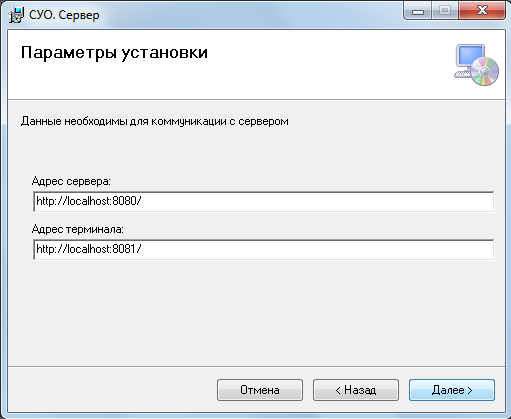 СУО. Сервер
Параметры установки
Данные необходимы для коммуникации с сервером
Адрес сервера:
http://localhost:8080/
Адрес терминала:
http://localhost:8081/
Отмена
< Назад
Далее >